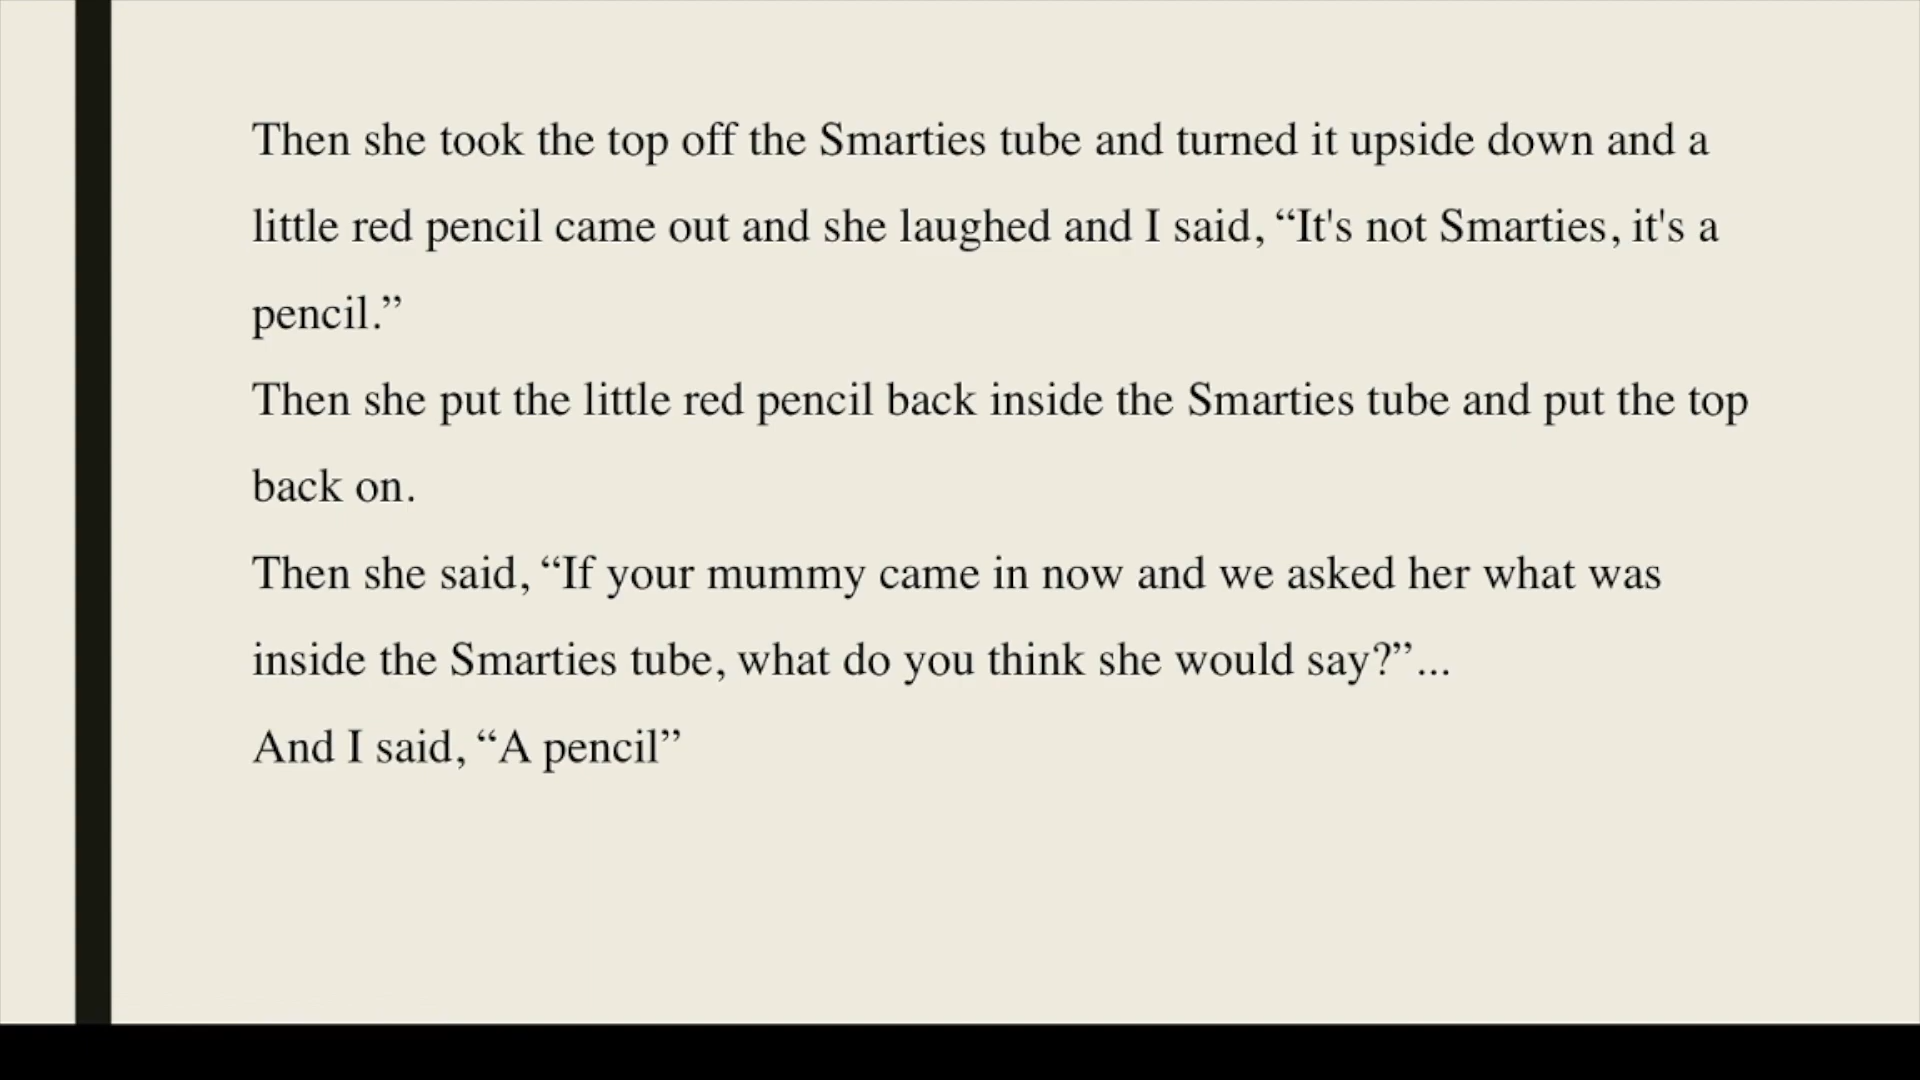 Then she took the top off the Smarties tube and turned it upside down and a
little red pencil came out and she laughed and I said, “It's not Smarties, it's a
pencil.”
Then she put the little red pencil back inside the Smarties tube and put the top
back on.
Then she said, “If your mummy came in now and we asked her what was
inside the Smarties tube, what do you think she would say?”...
And I said, “A pencil”